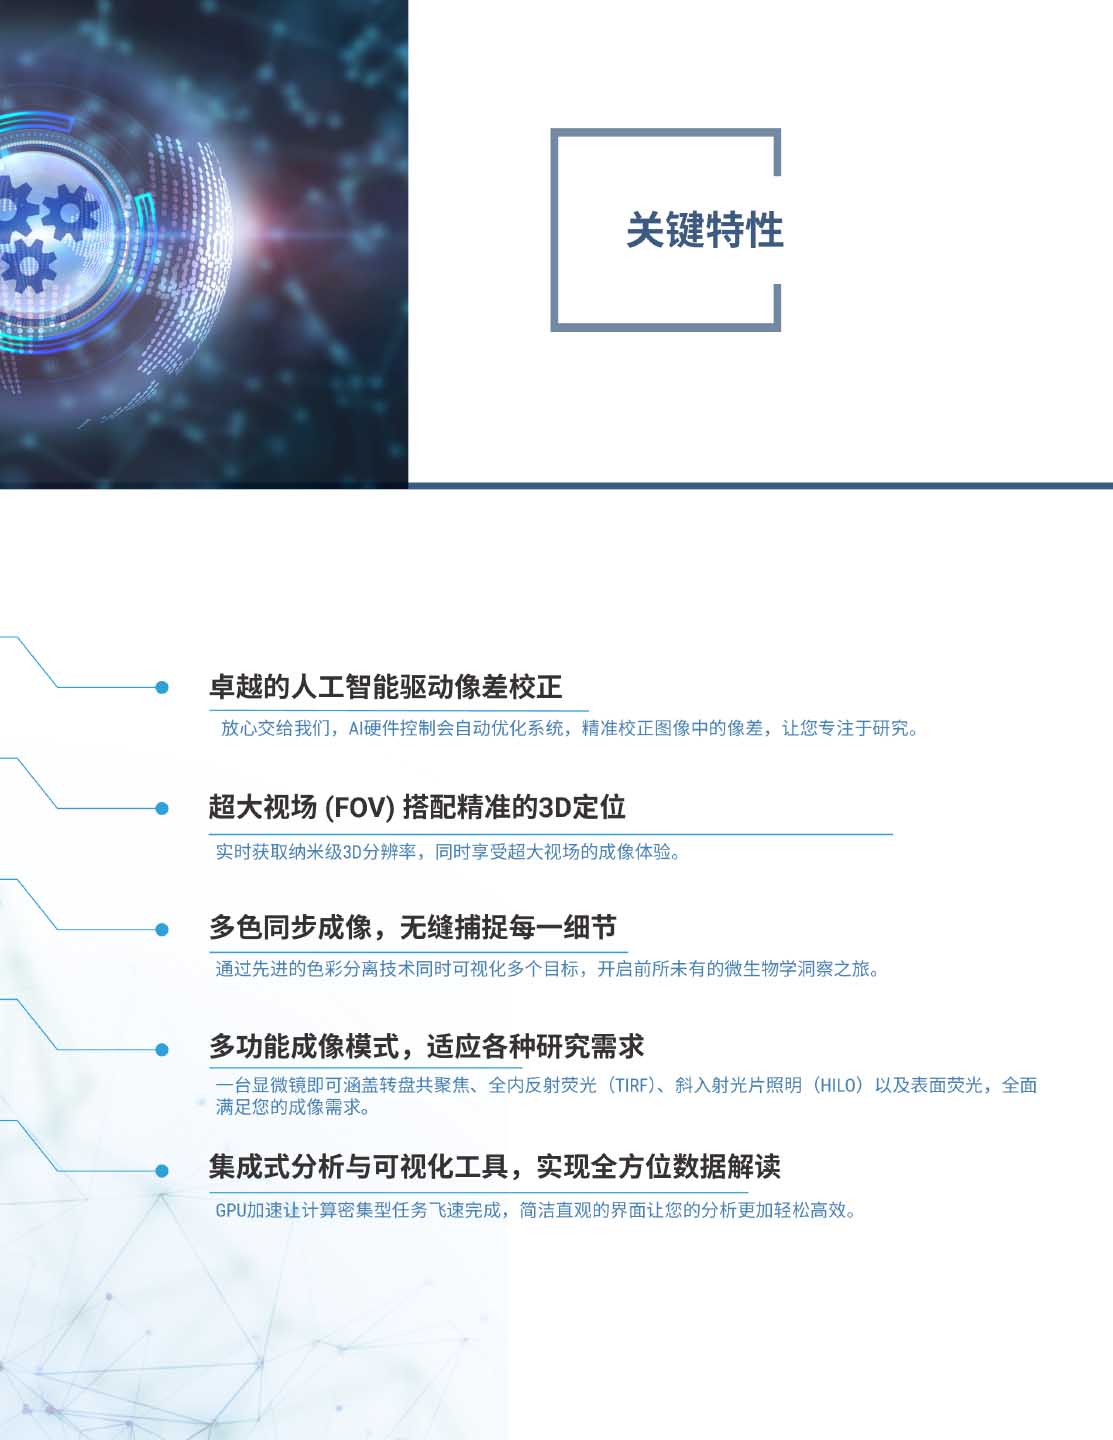 关键特性
卓越的人工智能驱动像差校正
放心交给我们，AI硬件控制会自动优化系统，精准校正图像中的像差，让您专注于研究。
超大视场 (FOV) 搭配精准的3D定位
实时获取纳米级3D分辨率，同时享受超大视场的成像体验。
多色同步成像，无缝捕捉每一细节
通过先进的色彩分离技术同时可视化多个目标，开启前所未有的微生物学洞察之旅。
多功能成像模式，适应各种研究需求
一台显微镜即可涵盖转盘共聚焦、全内反射荧光（TIRF）、斜入射光片照明（HILO）以及表面荧光，全面
满足您的成像需求。
集成式分析与可视化工具，实现全方位数据解读
GPU加速让计算密集型任务飞速完成，简洁直观的界面让您的分析更加轻松高效。